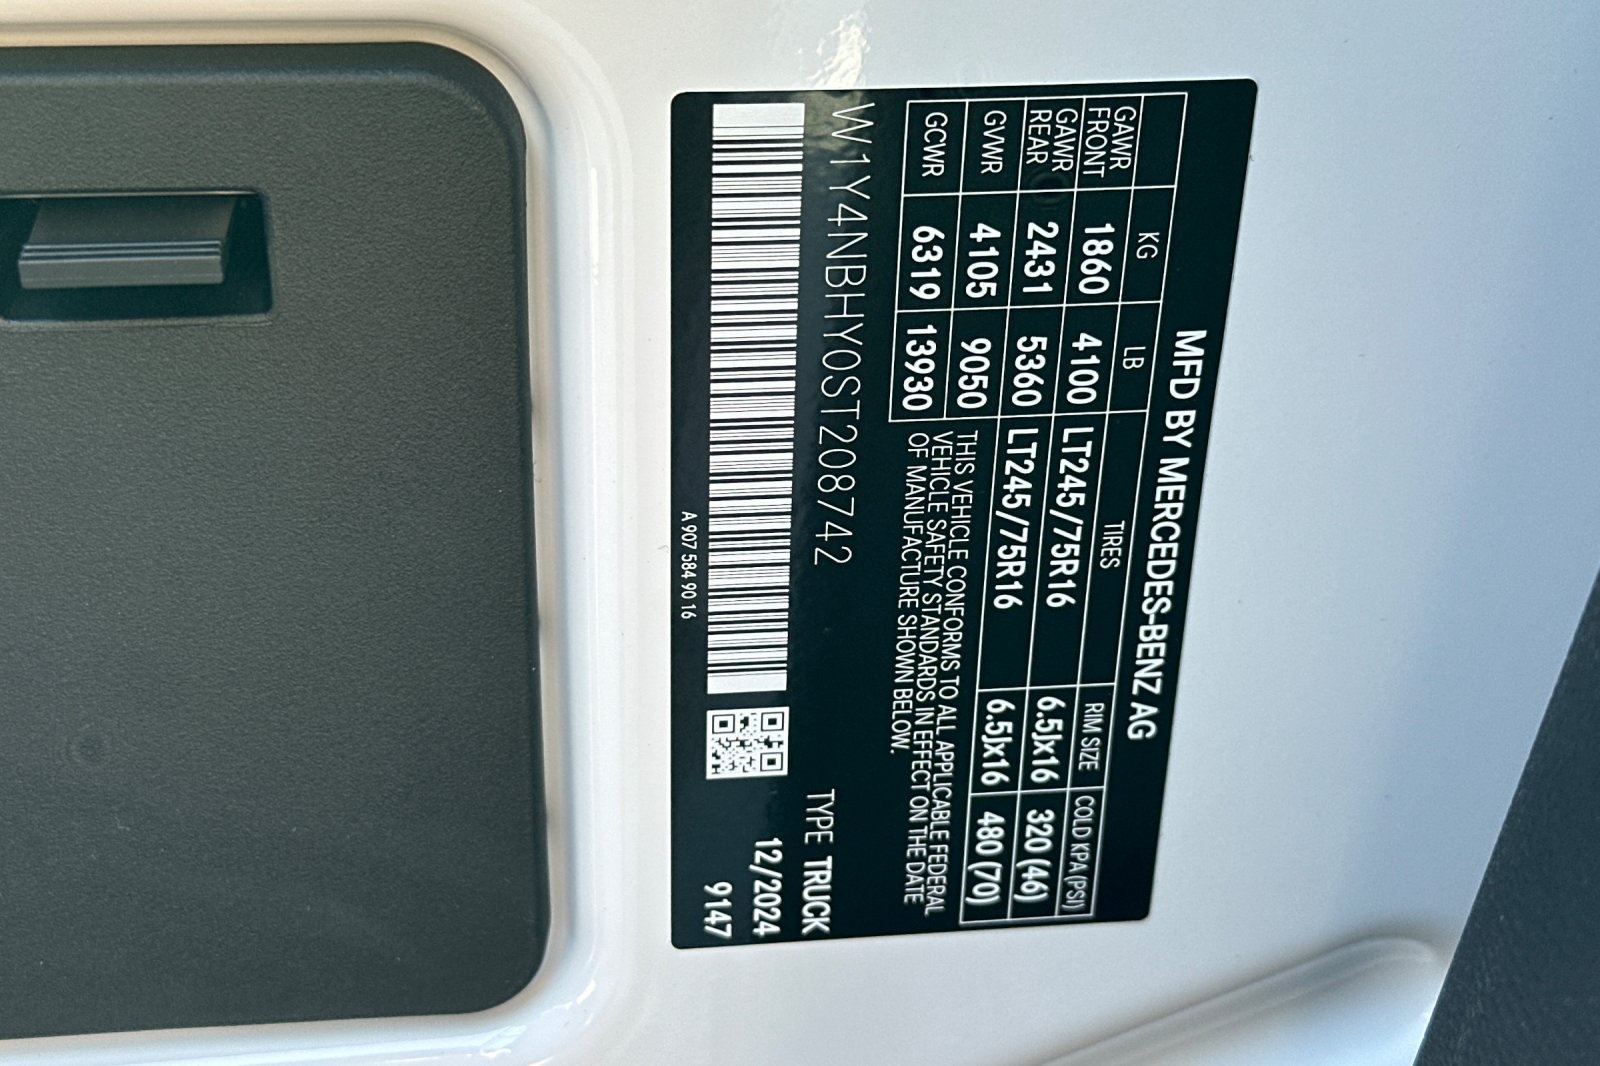 MFD BY MERCEDES-BENZ AG
KG LB TIRES RIM SIZE COLD KPA (PSI)
GAWR FRONT 1860 4100 LT245/75R16 6.5Jx16 320 (46)
GAWR REAR 2431 5360 LT245/75R16 6.5Jx16 480 (70)
GVWR 4105 9050
GCWR 6319 13930
THIS VEHICLE CONFORMS TO ALL APPLICABLE FEDERAL
VEHICLE SAFETY STANDARDS IN EFFECT ON THE DATE
OF MANUFACTURE SHOWN BELOW.
W1Y4NBHY0ST208742
TYPE TRUCK
12/2024
9147
A 907 584 90 16